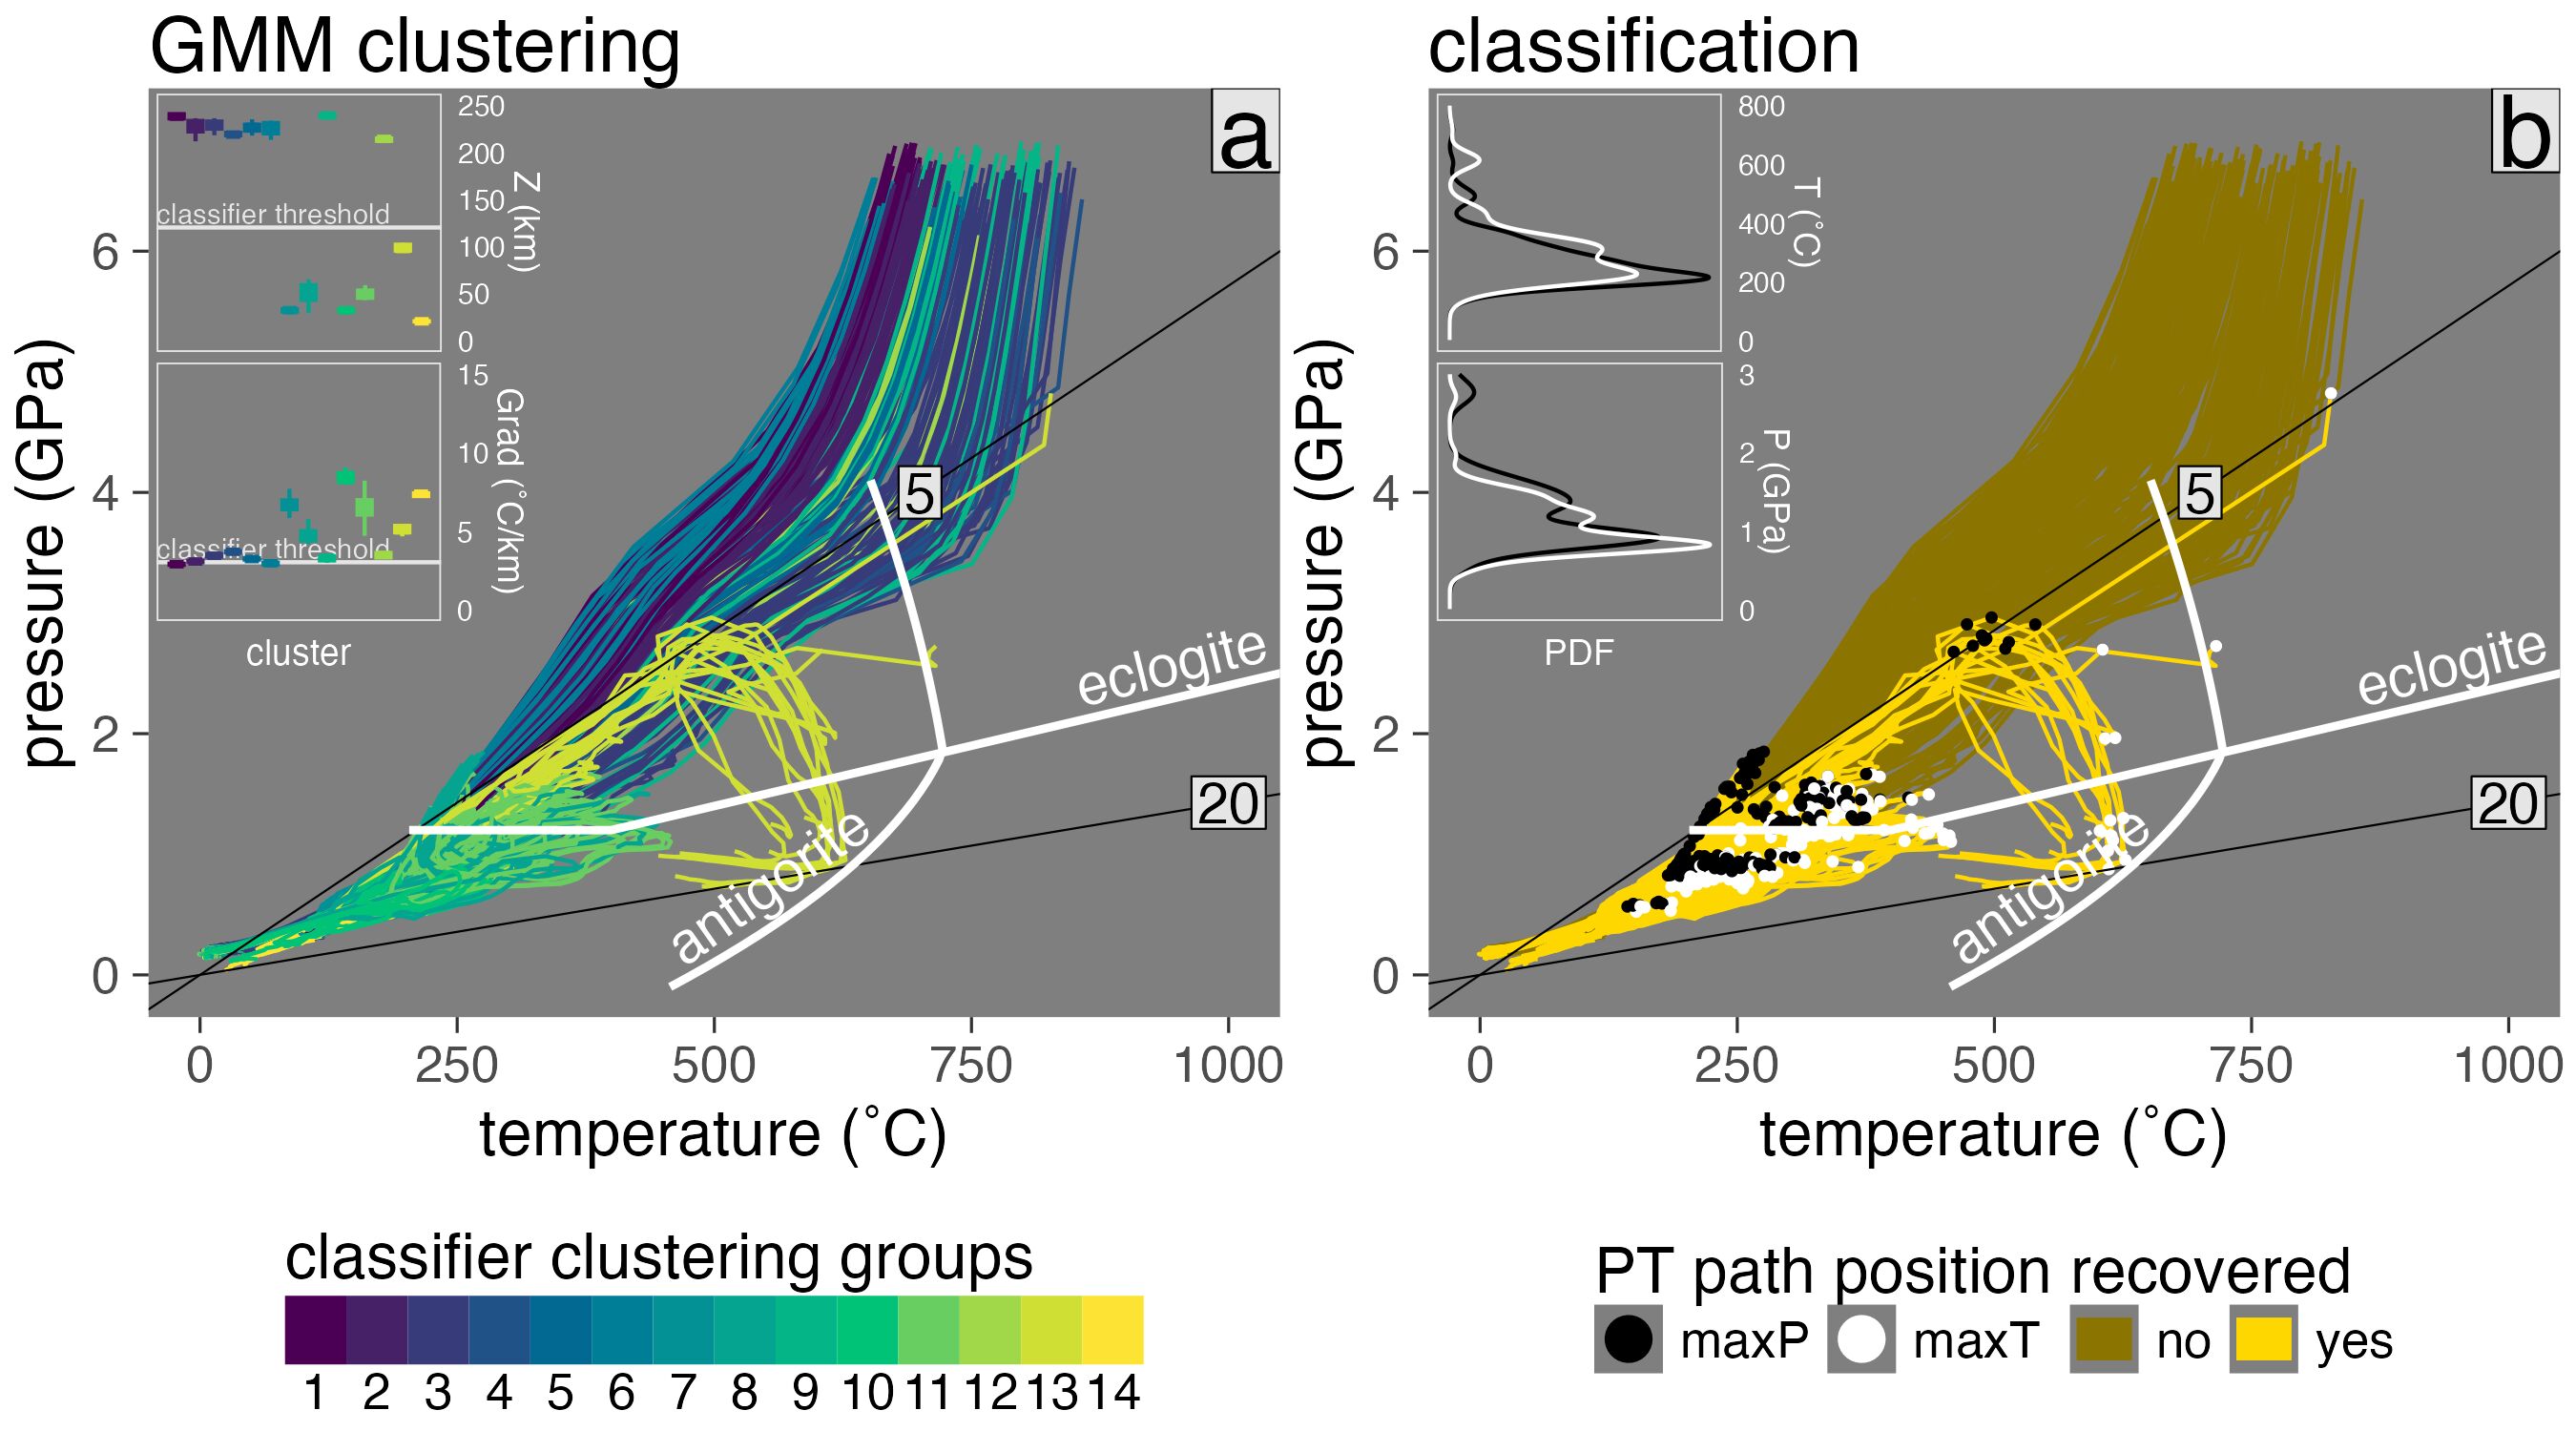 GMM clustering
a
250
200
150
100
50
0
Z (km)
classifier threshold
15
10
5
0
Grad (˚C/km)
classifier threshold
cluster
5
20
eclogite
antigorite
6
4
2
0
pressure (GPa)
0
250
500
750
1000
temperature (˚C)
classification
b
800
600
400
200
0
T (˚C)
3
2
1
0
P (GPa)
PDF
5
20
eclogite
antigorite
6
4
2
0
pressure (GPa)
0
250
500
750
1000
temperature (˚C)
classifier clustering groups
1 2 3 4 5 6 7 8 9 10 11 12 13 14
PT path position recovered
maxP maxT no yes